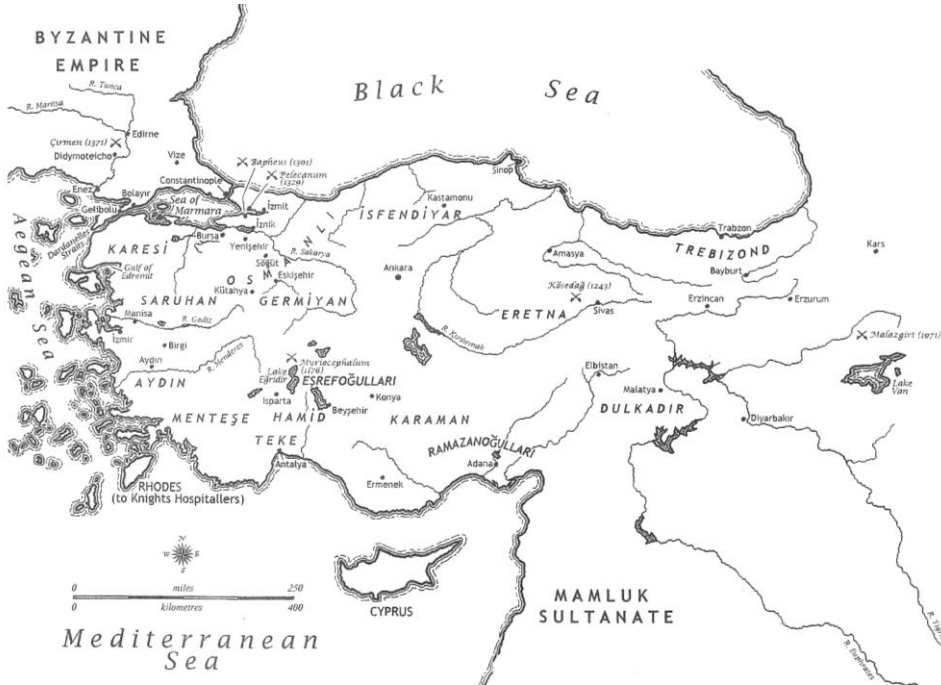 BYZANTINE
EMPIRE
R. Tunca
R. Maritsa
Edirne
Çirmen (1371)
Didymoteicho
Vize
Constantinople
Enez
Bolayır
Gelibolu
Sea of
Marmara
Dardanelles
Straits
Black Sea
Bapheus (1301)
Pelecanum
(1329)
İzmit
İznik
Bursa
Yenişehir
R. Sakarya
Söğüt
Eskişehir
Kütahya
OSMANLI
İSFENDİYAR
Kastamonu
Sinop
Ankara
Amasya
TREBIZOND
Trabzon
Bayburt
Kars
Kösedağ (1243)
Sivas
ERETNA
R. Kızılırmak
Erzincan
Erzurum
Malazgirt (1071)
Lake
Van
Aegean Sea
KARESİ
Gulf of
Edremit
SARUHAN
GERMİYAN
Manisa
R. Gediz
İzmir
Birgi
Aydın
R. Menderes
AYDIN
Myriocephalum
(1176)
Lake
Eğridir
EŞREFOĞULLARI
Isparta
Beyşehir
Konya
MENTEŞE
HAMİD
KARAMAN
TEKE
Antalya
Ermenek
RAMAZANOĞULLARI
Adana
Elbistan
Malatya
DULKADIR
Diyarbakır
RHODES
(to Knights Hospitallers)
N
W E
S
0 miles 250
0 kilometres 400
CYPRUS
MAMLUK
SULTANATE
Mediterranean
Sea
R. Euphrates